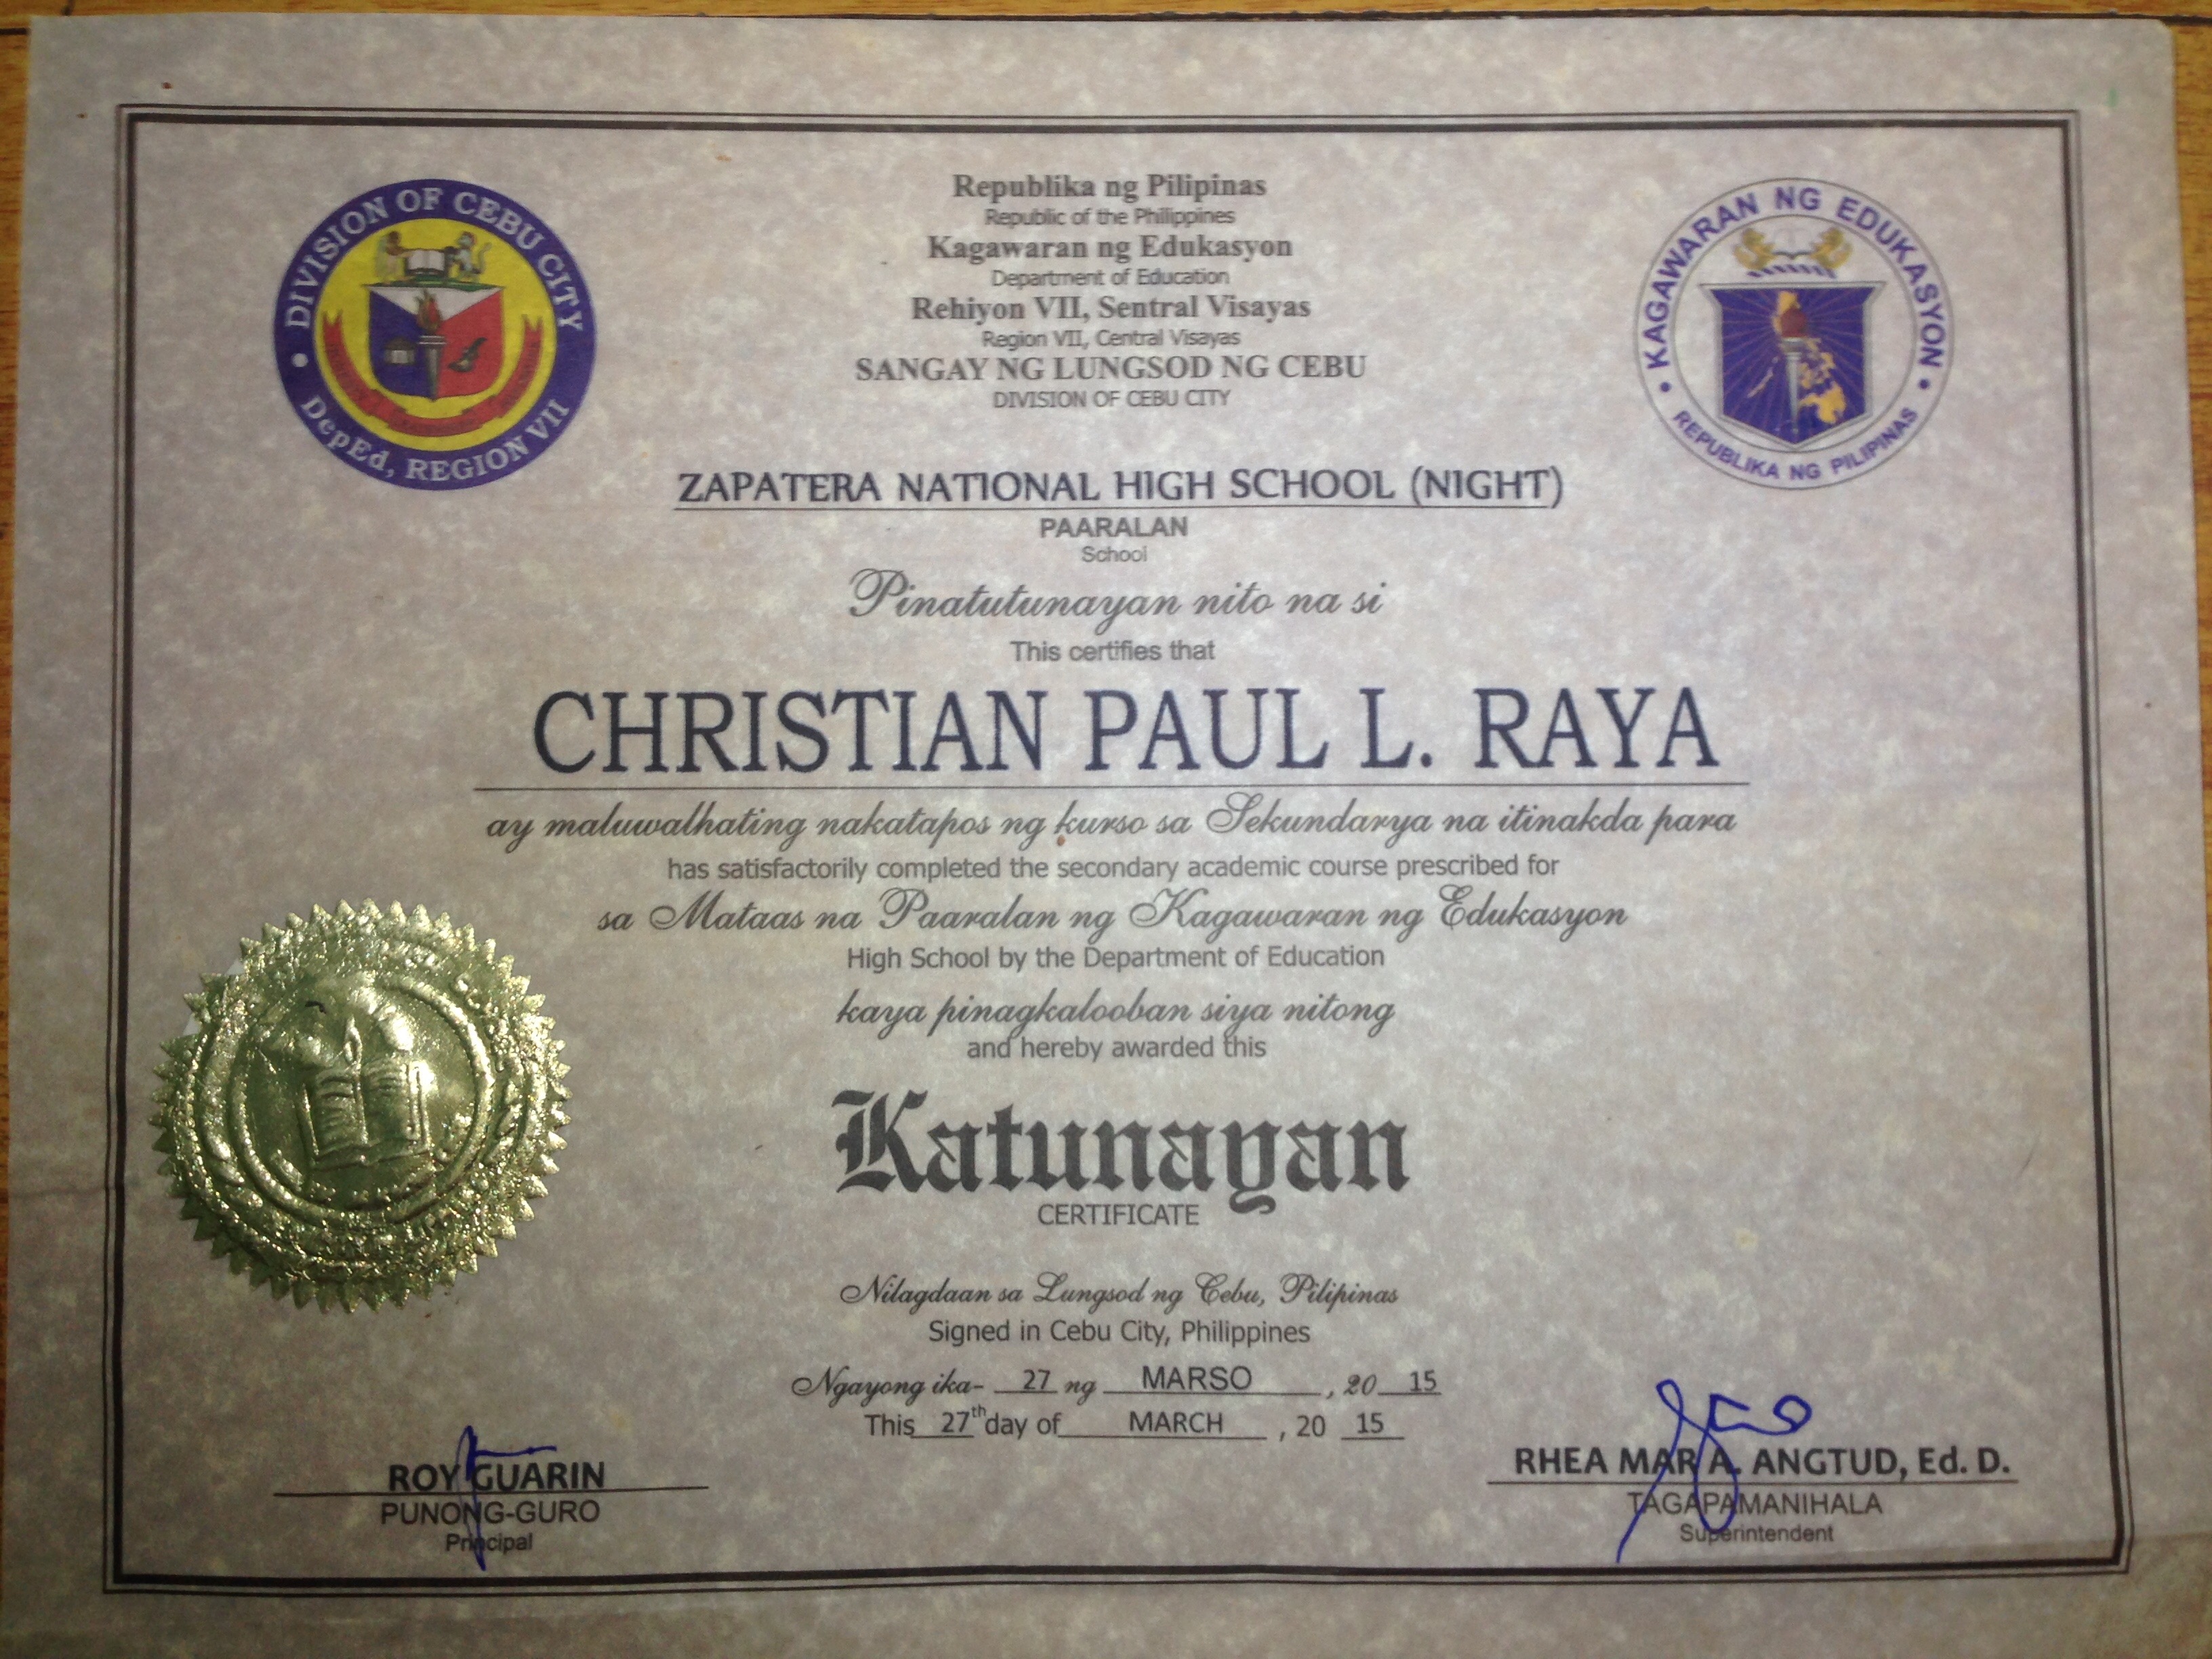 DIVISION OF CEBU CITY
DepEd, REGION VII
Republika ng Pilipinas
Republic of the Philippines
Kagawaran ng Edukasyon
Department of Education
Rehiyon VII, Sentral Visayas
Region VII, Central Visayas
SANGAY NG LUNGSOD NG CEBU
DIVISION OF CEBU CITY
KAGAWARAN NG EDUKASYON
REPUBLIKA NG PILIPINAS
ZAPATERA NATIONAL HIGH SCHOOL (NIGHT)
PAARALAN
School
Pinatutunayan nito na si
This certifies that
CHRISTIAN PAUL L. RAYA
ay maluwalhating nakatapos ng kurso sa Sekundarya na itinakda para
has satisfactorily completed the secondary academic course prescribed for
sa Mataas na Paaralan ng Kagawaran ng Edukasyon
High School by the Department of Education
kaya pinagkalooban siya nitong
and hereby awarded this
Katunayan
CERTIFICATE
Nilagdaan sa Lungsod ng Cebu, Pilipinas
Signed in Cebu City, Philippines
Ngayong ika- 27 ng MARSO , 20 15
This 27th day of MARCH , 20 15
ROY GUARIN
PUNONG-GURO
Principal
RHEA MAR A. ANGTUD, Ed. D.
TAGAPAMANIHALA
Superintendent